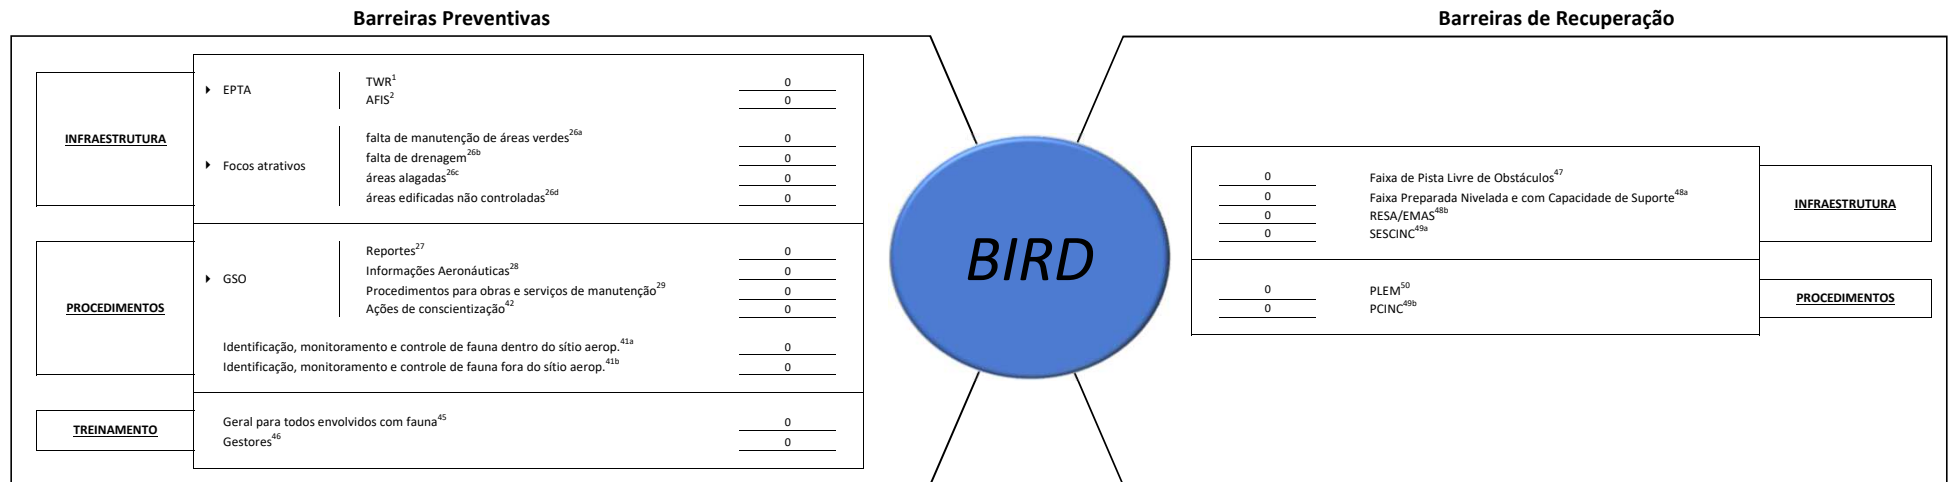 Barreiras Preventivas
Barreiras de Recuperação
INFRAESTRUTURA
EPTA
TWR1 0
AFIS2 0
Focos atrativos
falta de manutenção de áreas verdes26a 0
falta de drenagem26b 0
áreas alagadas26c 0
áreas edificadas não controladas26d 0
PROCEDIMENTOS
GSO
Reportes27 0
Informações Aeronáuticas28 0
Procedimentos para obras e serviços de manutenção29 0
Ações de conscientização42 0
Identificação, monitoramento e controle de fauna dentro do sítio aerop.41a 0
Identificação, monitoramento e controle de fauna fora do sítio aerop.41b 0
TREINAMENTO
Geral para todos envolvidos com fauna45 0
Gestores46 0
BIRD
0 Faixa de Pista Livre de Obstáculos47
0 Faixa Preparada Nivelada e com Capacidade de Suporte48a
0 RESA/EMAS48b
0 SESCINC49a
INFRAESTRUTURA
0 PLEM50
0 PCINC49b
PROCEDIMENTOS